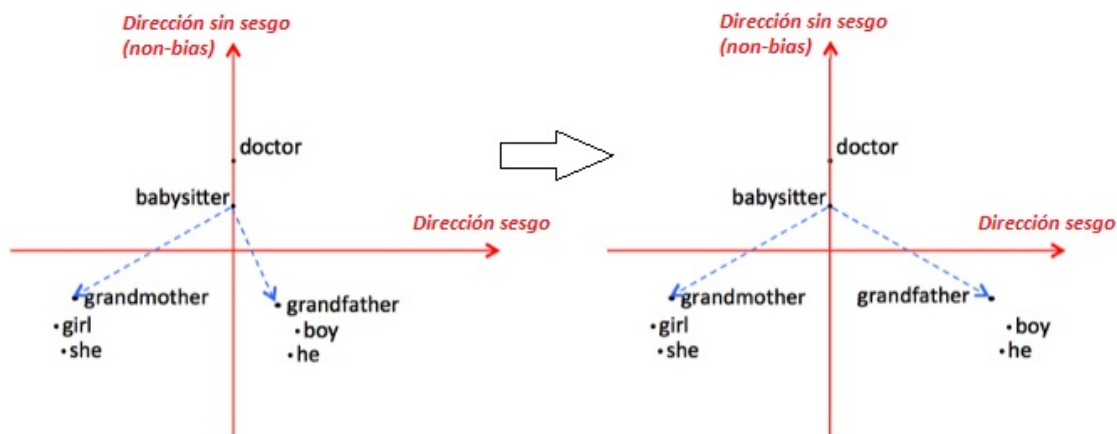 Dirección sin sesgo
(non-bias)
doctor
babysitter
Dirección sesgo
grandmother
grandfather
•girl
•boy
•she
•he
Dirección sin sesgo
(non-bias)
doctor
babysitter
Dirección sesgo
grandmother
grandfather
•girl
•boy
•she
•he